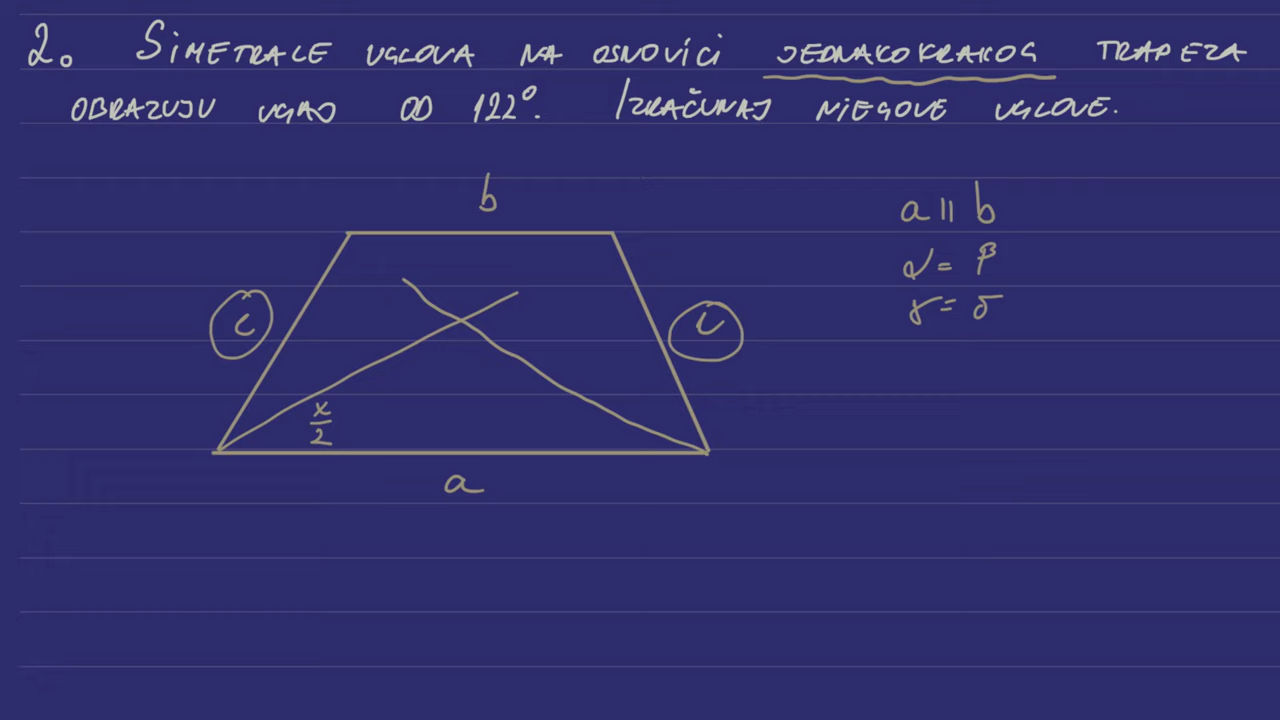 2. SIMETRALE UGLOVA NA OSNOVICI JEDNAKOKRAKOG TRAPEZA
OBRAZUJU UGAO OD 122°. IZRAČUNAJ NJEGOVE UGLOVE.
b
a || b
α = β
γ = δ
c
c
x/2
a